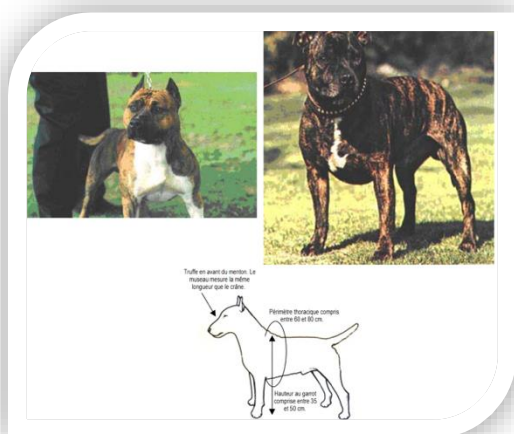 Truffe en avant du menton. Le
museau mesure la même
longueur que le crâne.
Périmètre thoracique compris
entre 60 et 80 cm.
Hauteur au garrot
comprise entre 35
et 50 cm.